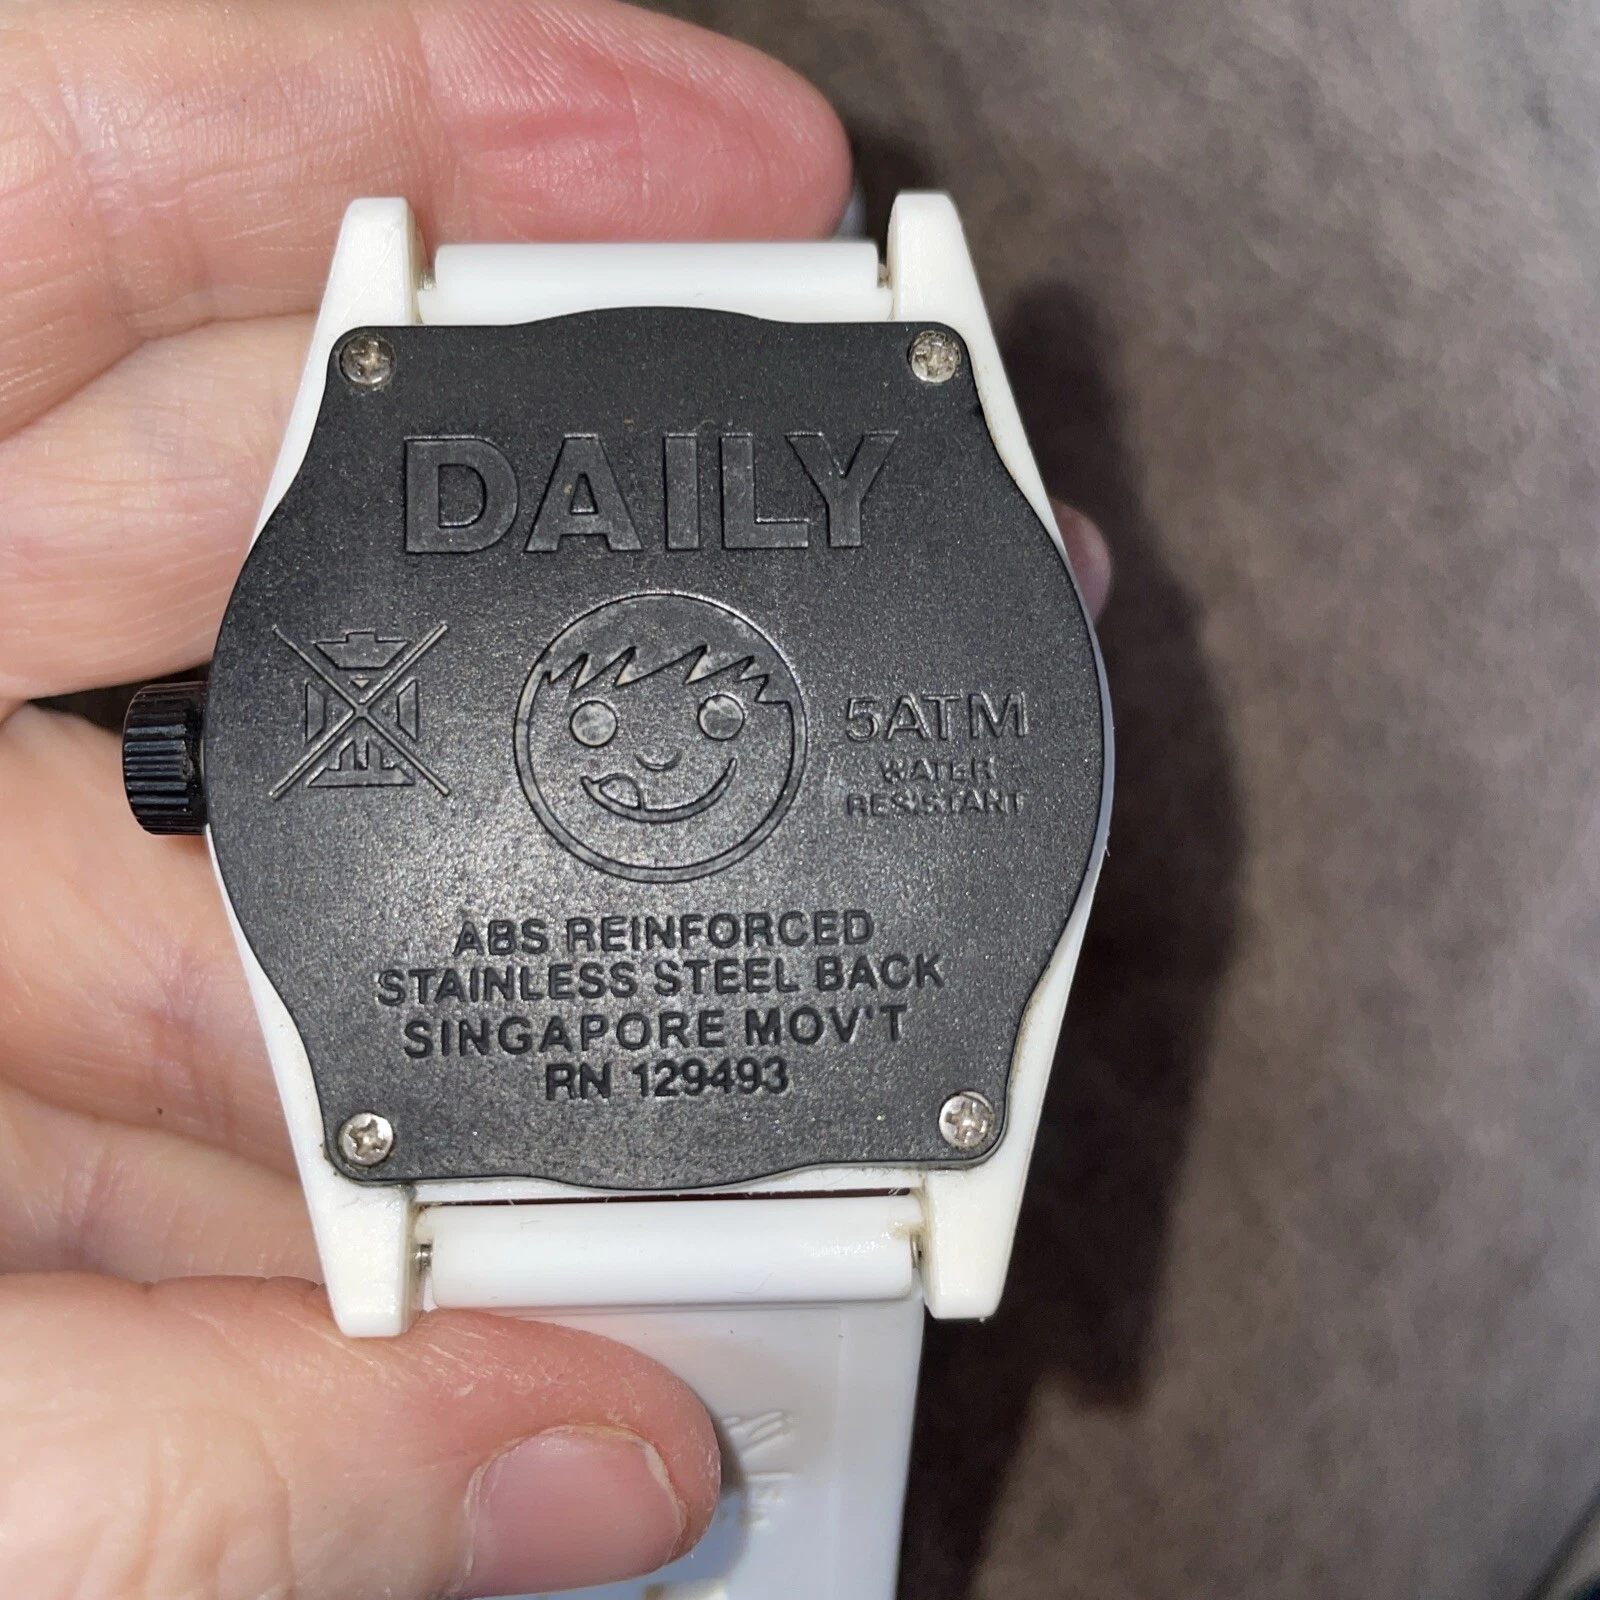 DAILY
5ATM
WATER
RESISTANT
ABS REINFORCED
STAINLESS STEEL BACK
SINGAPORE MOV'T
RN 129493